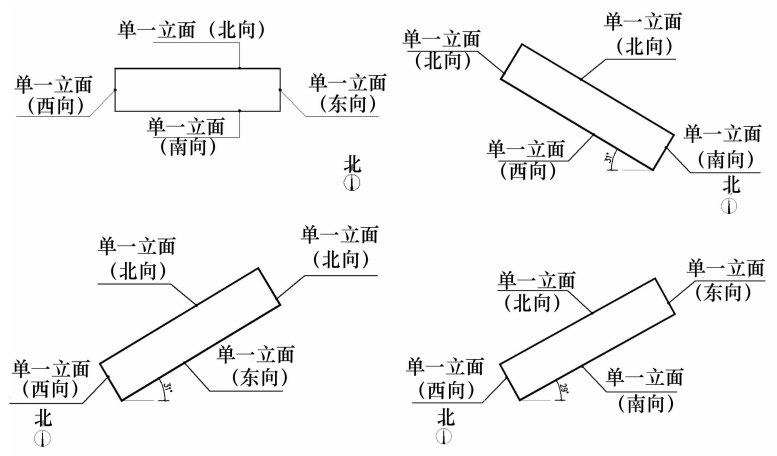 单一立面（北向）
单一立面
（西向）
单一立面
（东向）
单一立面
（南向）
北
单一立面
（北向）
单一立面
（北向）
单一立面
（西向）
单一立面
（南向）
31°
北
单一立面
（北向）
单一立面
（北向）
单一立面
（西向）
单一立面
（东向）
31°
北
单一立面
（北向）
单一立面
（东向）
单一立面
（西向）
单一立面
（南向）
北